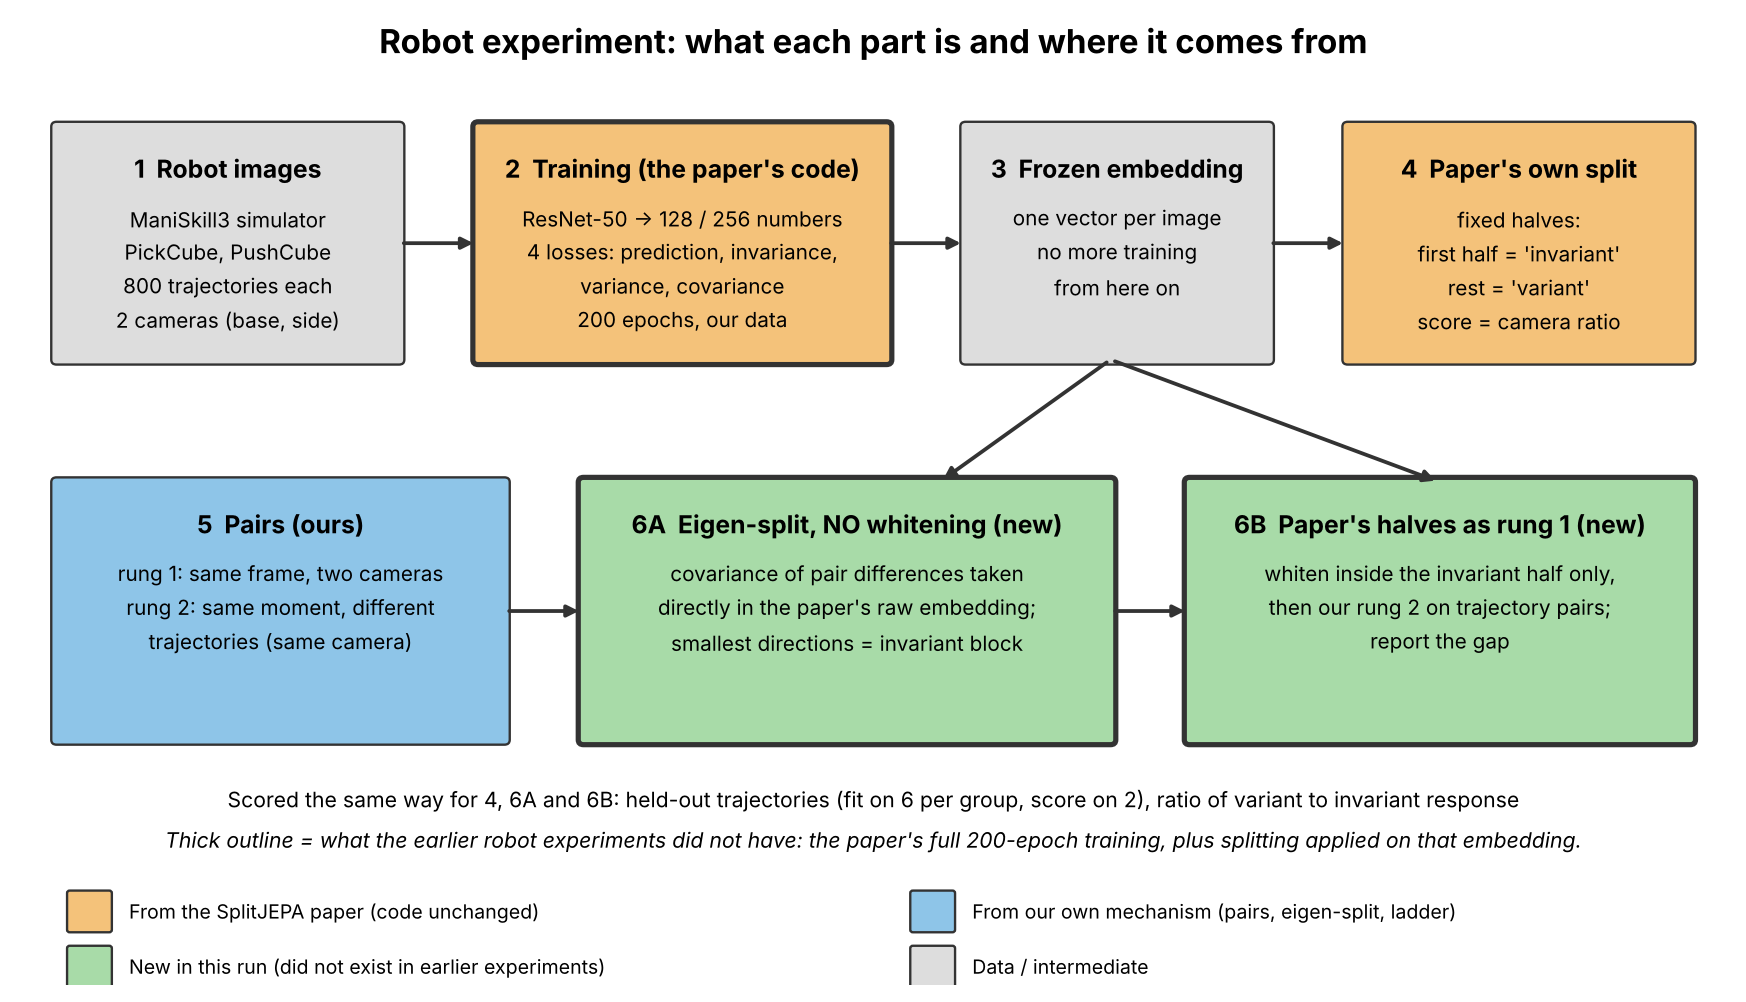 Robot experiment: what each part is and where it comes from
1 Robot images
ManiSkill3 simulator
PickCube, PushCube
800 trajectories each
2 cameras (base, side)
2 Training (the paper's code)
ResNet-50 → 128 / 256 numbers
4 losses: prediction, invariance,
variance, covariance
200 epochs, our data
3 Frozen embedding
one vector per image
no more training
from here on
4 Paper's own split
fixed halves:
first half = 'invariant'
rest = 'variant'
score = camera ratio
5 Pairs (ours)
rung 1: same frame, two cameras
rung 2: same moment, different
trajectories (same camera)
6A Eigen-split, NO whitening (new)
covariance of pair differences taken
directly in the paper's raw embedding;
smallest directions = invariant block
6B Paper's halves as rung 1 (new)
whiten inside the invariant half only,
then our rung 2 on trajectory pairs;
report the gap
Scored the same way for 4, 6A and 6B: held-out trajectories (fit on 6 per group, score on 2), ratio of variant to invariant response
Thick outline = what the earlier robot experiments did not have: the paper's full 200-epoch training, plus splitting applied on that embedding.
From the SplitJEPA paper (code unchanged)
From our own mechanism (pairs, eigen-split, ladder)
New in this run (did not exist in earlier experiments)
Data / intermediate